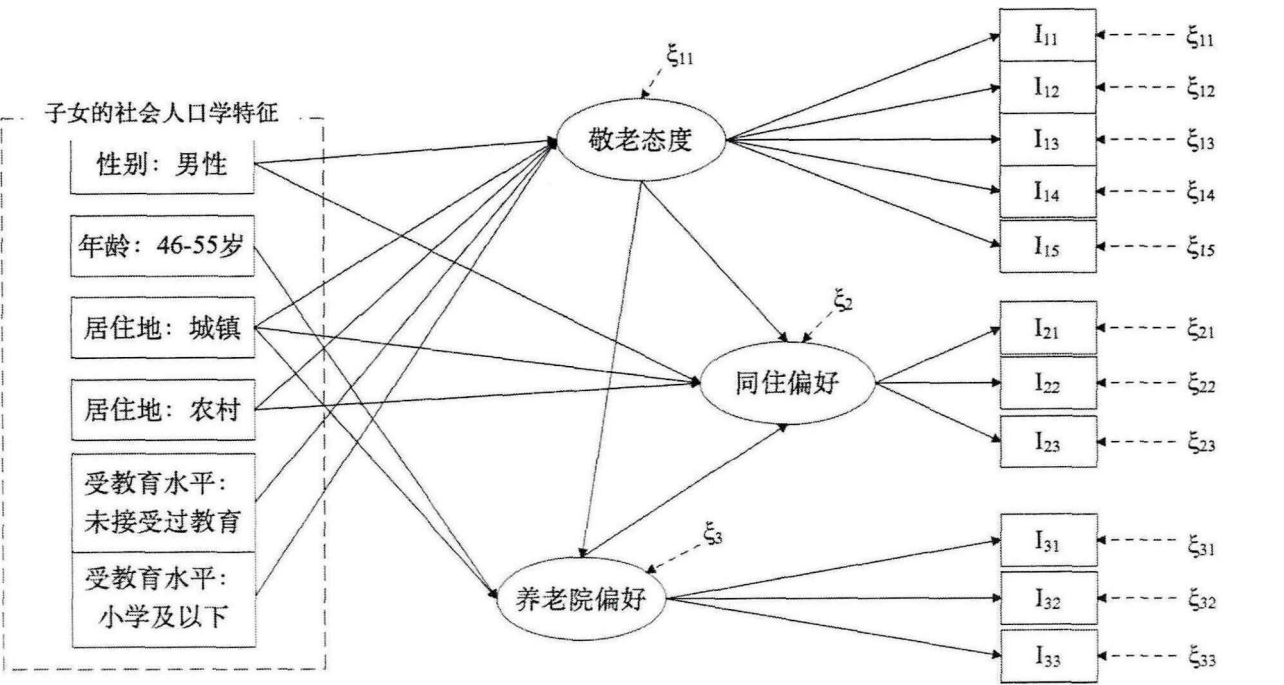 子女的社会人口学特征
性别：男性
年龄：46-55岁
居住地：城镇
居住地：农村
受教育水平：
未接受过教育
受教育水平：
小学及以下
ξ11
敬老态度
ξ2
同住偏好
ξ3
养老院偏好
I11
ξ11
I12
ξ12
I13
ξ13
I14
ξ14
I15
ξ15
I21
ξ21
I22
ξ22
I23
ξ23
I31
ξ31
I32
ξ32
I33
ξ33